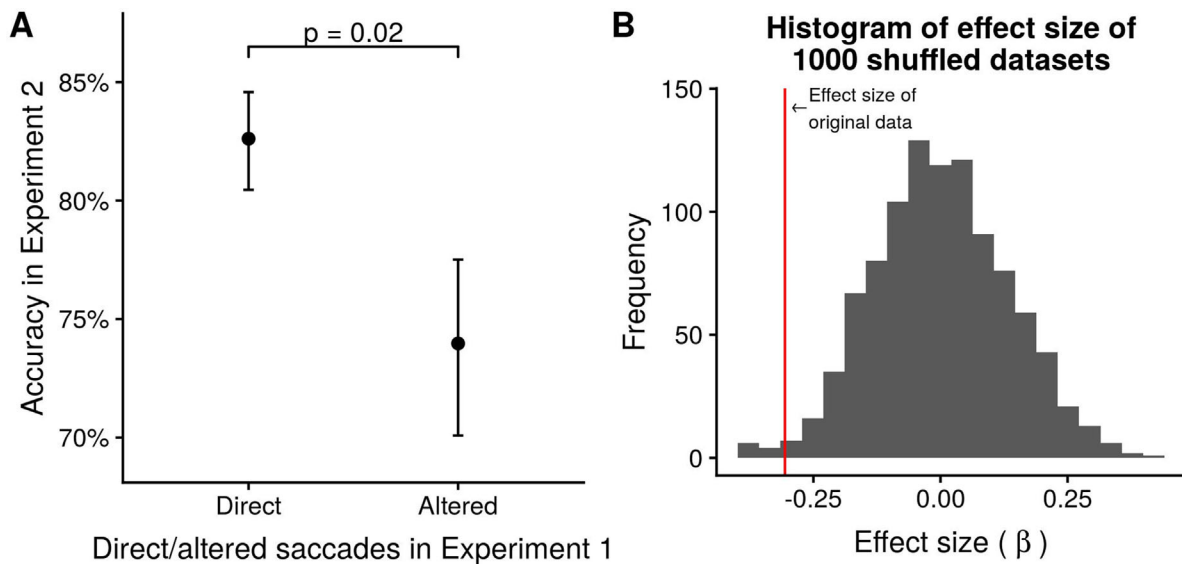 A
p = 0.02
85%
80%
75%
70%
Accuracy in Experiment 2
Direct
Altered
Direct/altered saccades in Experiment 1
B
Histogram of effect size of
1000 shuffled datasets
150
100
50
0
Frequency
←Effect size of
original data
-0.25
0.00
0.25
Effect size ( β )